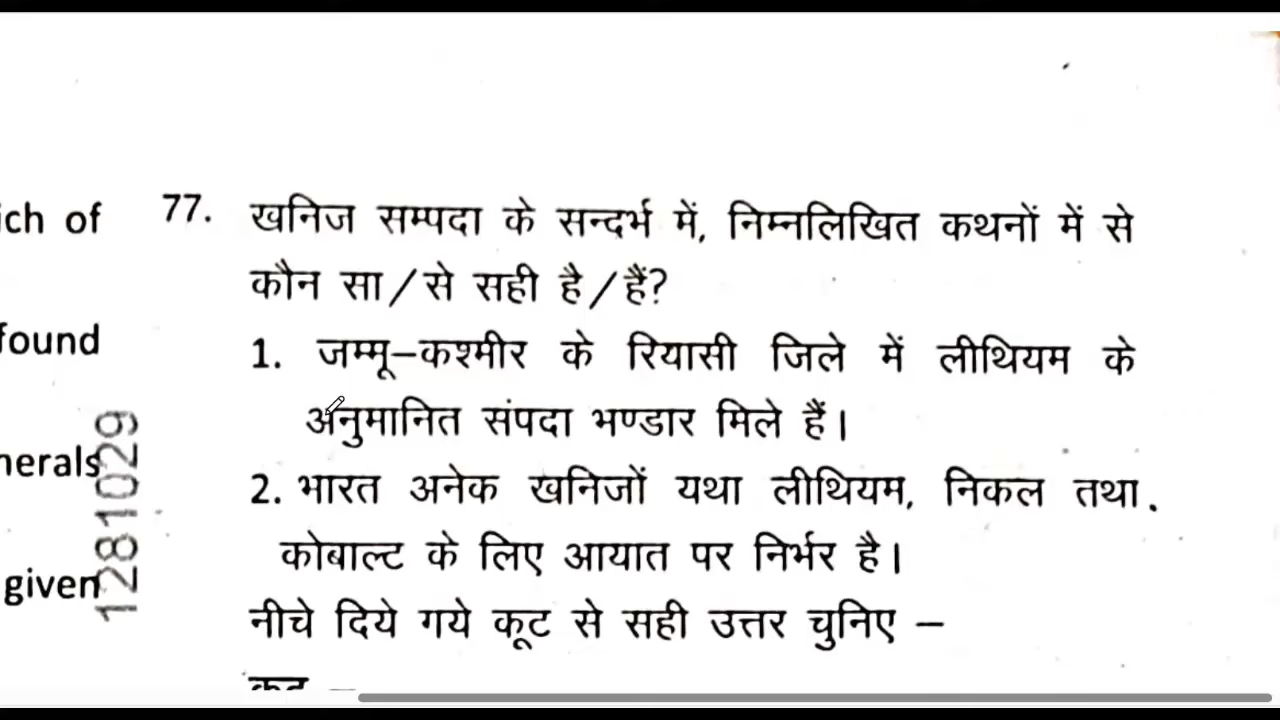 ich of
77. खनिज सम्पदा के सन्दर्भ में, निम्नलिखित कथनों में से
कौन सा/से सही है/हैं?
found
1. जम्मू–कश्मीर के रियासी जिले में लीथियम के
अनुमानित संपदा भण्डार मिले हैं।
nerals
2. भारत अनेक खनिजों यथा लीथियम, निकल तथा
कोबाल्ट के लिए आयात पर निर्भर है।
given
नीचे दिये गये कूट से सही उत्तर चुनिए –
1281029